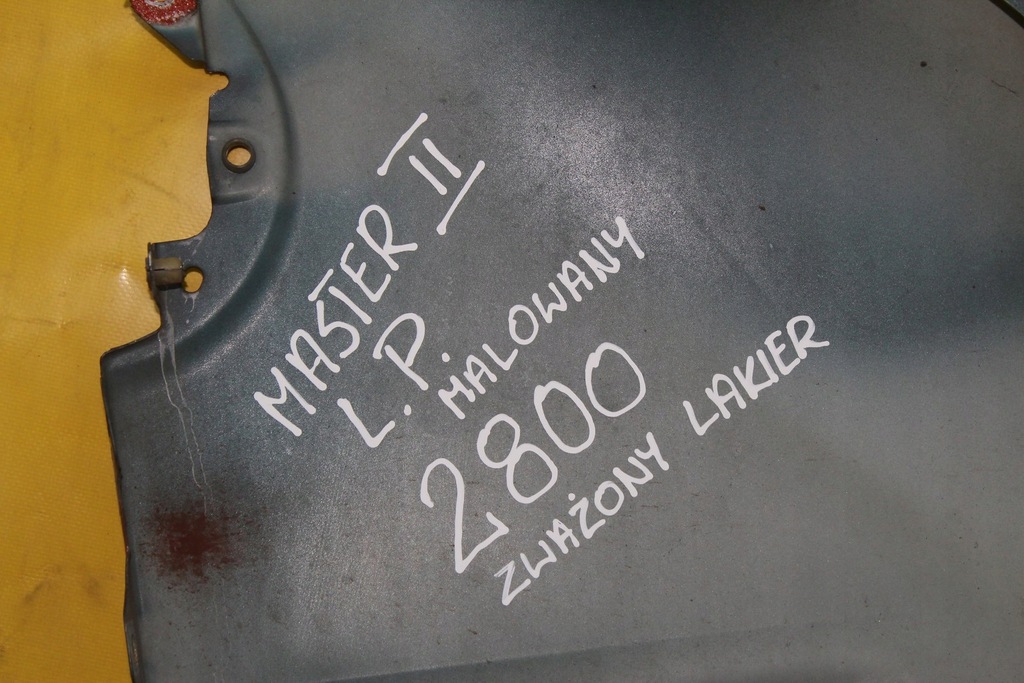 MASTER II
L.P.
MALOWANY
2800
ZWAŻONY LAKIER